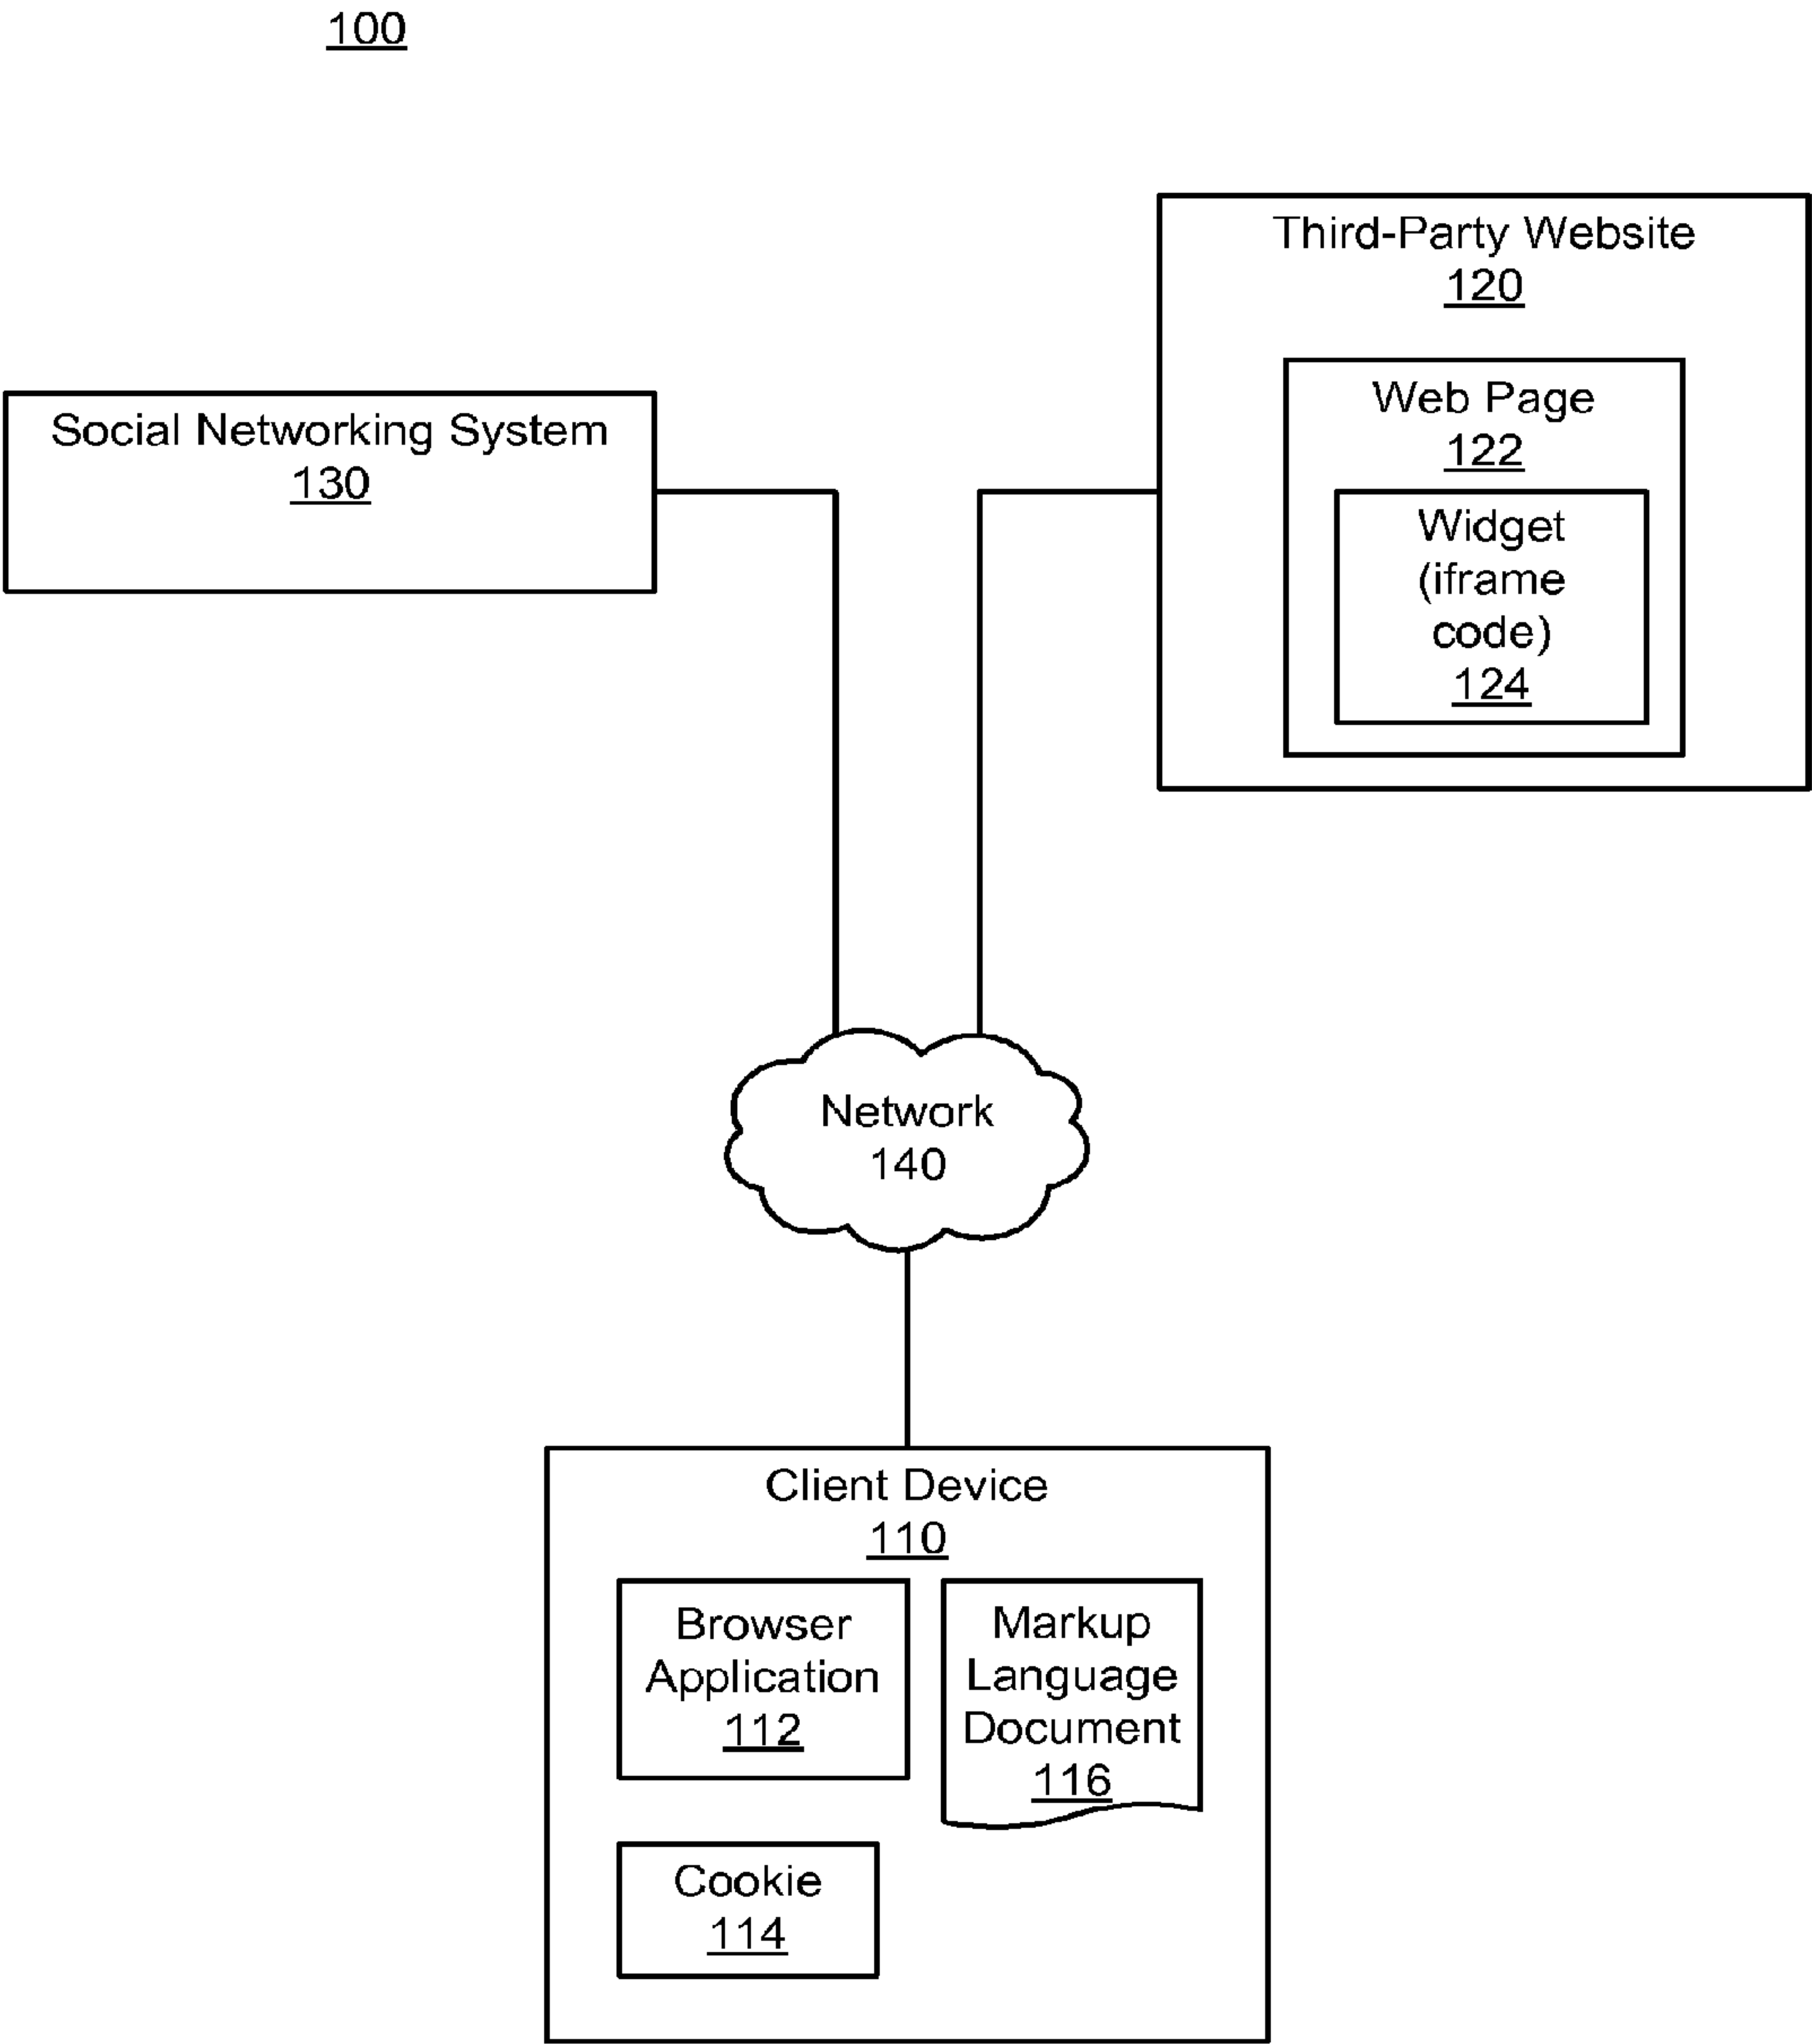 100
Third-Party Website
120
Web Page
122
Widget
(iframe
code)
124
Social Networking System
130
Network
140
Client Device
110
Browser
Application
112
Markup
Language
Document
116
Cookie
114